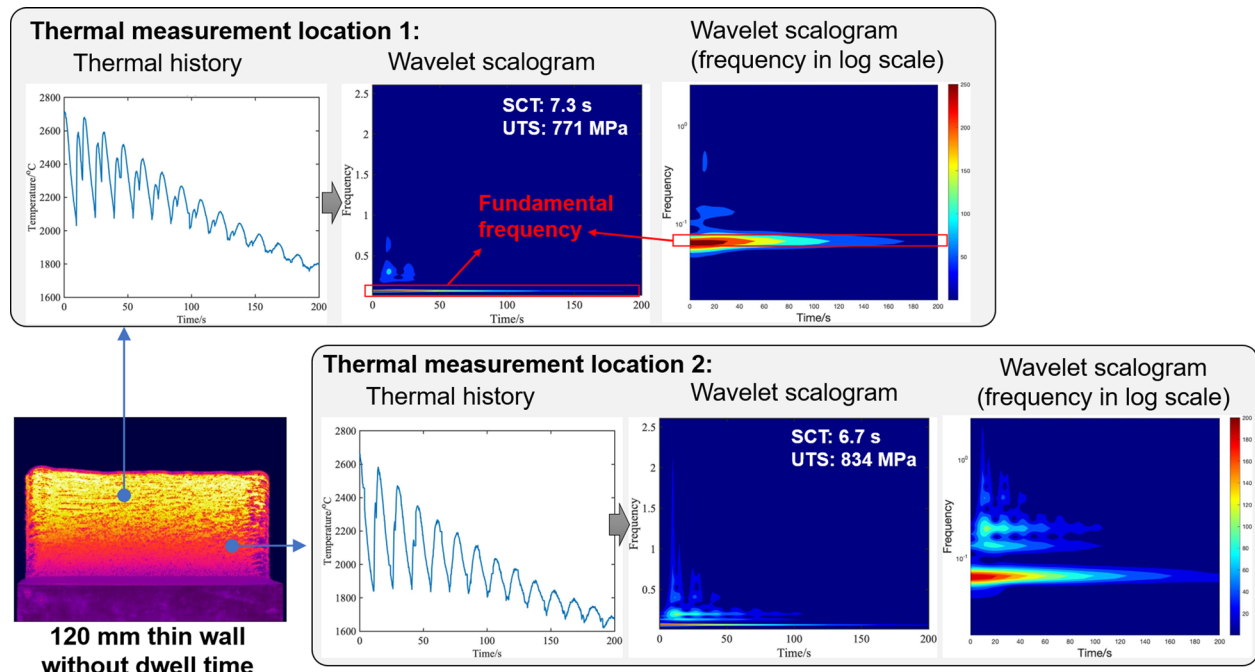 Thermal measurement location 1:
Thermal history
Wavelet scalogram
Wavelet scalogram
(frequency in log scale)
2800
2600
2400
2200
2000
1800
1600
Temperature/°C
0
50
100
150
200
Time/s
2.5
2
1.5
1
0.5
Frequency
SCT: 7.3 s
UTS: 771 MPa
Fundamental
frequency
0
50
100
150
200
Time/s
10⁰
10⁻¹
Frequency
0
20
40
60
80
100
120
140
160
180
200
Time/s
250
200
150
100
50
Thermal measurement location 2:
Thermal history
Wavelet scalogram
Wavelet scalogram
(frequency in log scale)
2800
2600
2400
2200
2000
1800
1600
Temperature/°C
0
50
100
150
200
Time/s
2.5
2
1.5
1
0.5
Frequency
SCT: 6.7 s
UTS: 834 MPa
0
50
100
150
200
Time/s
10⁰
10⁻¹
Frequency
0
20
40
60
80
100
120
140
160
180
200
Time/s
200
180
160
140
120
100
80
60
40
20
120 mm thin wall
without dwell time